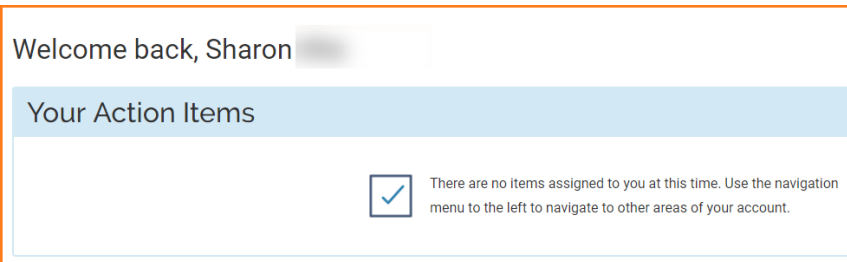 Welcome back, Sharon
Your Action Items
There are no items assigned to you at this time. Use the navigation
menu to the left to navigate to other areas of your account.